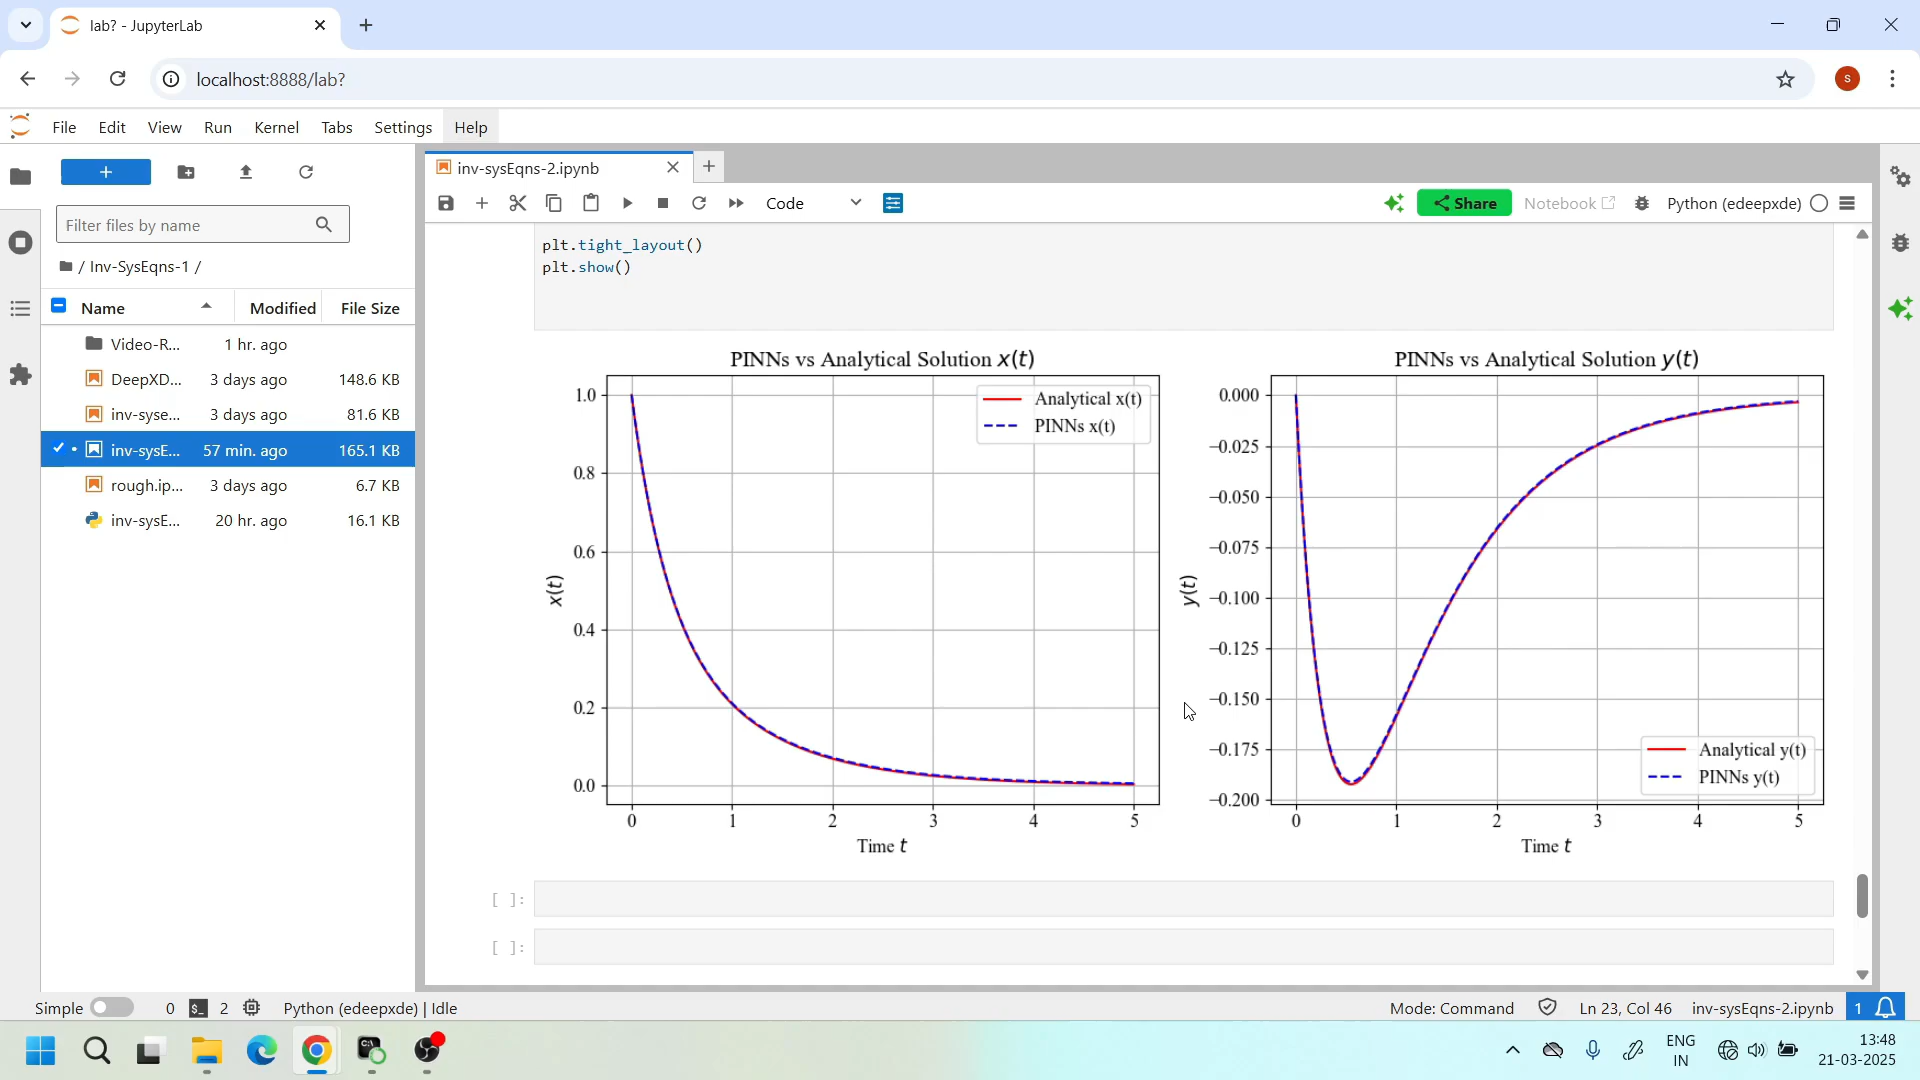 lab? - JupyterLab
localhost:8888/lab?
S
File Edit View Run Kernel Tabs Settings Help
inv-sysEqns-2.ipynb
Code
Share
Notebook
Python (edeepxde)
Filter files by name
/ Inv-SysEqns-1 /
Name Modified File Size
Video-R... 1 hr. ago
DeepXD... 3 days ago 148.6 KB
inv-syse... 3 days ago 81.6 KB
inv-sysE... 57 min. ago 165.1 KB
rough.ip... 3 days ago 6.7 KB
inv-sysE... 20 hr. ago 16.1 KB
plt.tight_layout()
plt.show()
PINNs vs Analytical Solution x(t)
Analytical x(t)
PINNs x(t)
1.0
0.8
0.6
0.4
0.2
0.0
x(t)
0 1 2 3 4 5
Time t
PINNs vs Analytical Solution y(t)
0.000
−0.025
−0.050
−0.075
−0.100
−0.125
−0.150
−0.175
−0.200
y(t)
Analytical y(t)
PINNs y(t)
0 1 2 3 4 5
Time t
[ ]:
[ ]:
Simple 0 2 Python (edeepxde) | Idle
Mode: Command Ln 23, Col 46 inv-sysEqns-2.ipynb 1
ENG
IN
13:48
21-03-2025